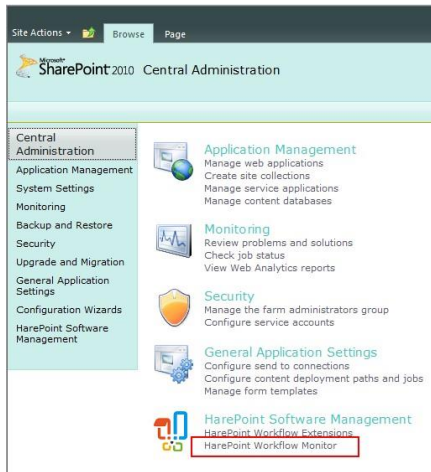 Site Actions
Browse
Page
Microsoft
SharePoint 2010 Central Administration
Central
Administration
Application Management
System Settings
Monitoring
Backup and Restore
Security
Upgrade and Migration
General Application
Settings
Configuration Wizards
HarePoint Software
Management
Application Management
Manage web applications
Create site collections
Manage service applications
Manage content databases
Monitoring
Review problems and solutions
Check job status
View Web Analytics reports
Security
Manage the farm administrators group
Configure service accounts
General Application Settings
Configure send to connections
Configure content deployment paths and jobs
Manage form templates
HarePoint Software Management
HarePoint Workflow Extensions
HarePoint Workflow Monitor